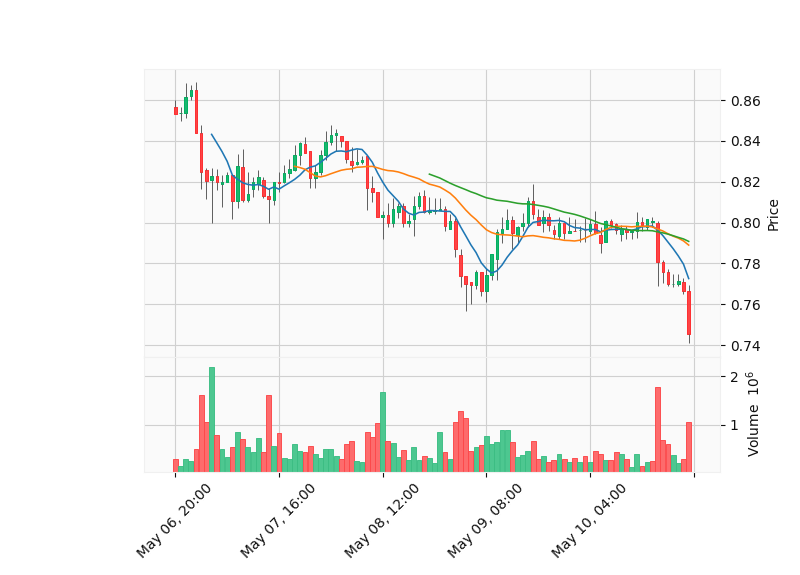 0.86
0.84
0.82
0.80
0.78
0.76
0.74
Price
2
1
Volume 10⁶
May 06, 20:00
May 07, 16:00
May 08, 12:00
May 09, 08:00
May 10, 04:00